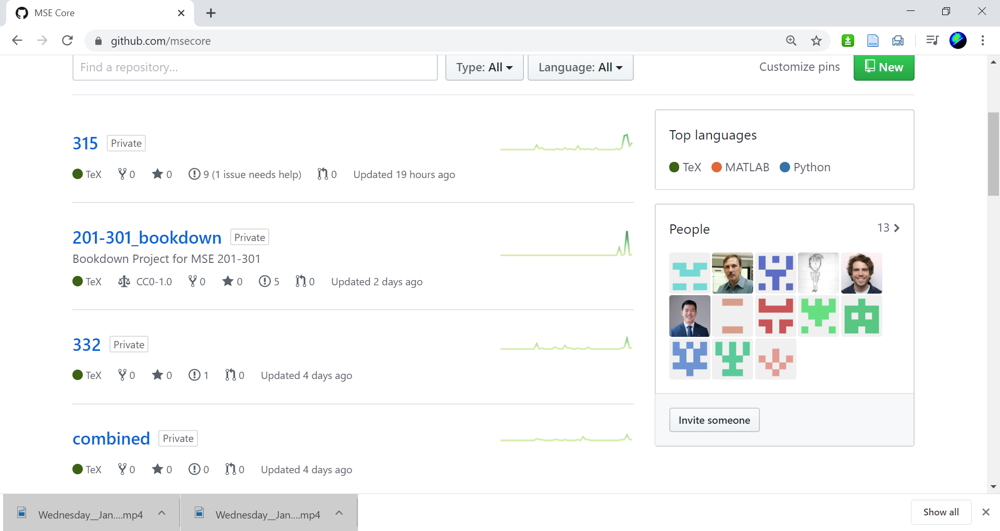 MSE Core
github.com/msecore
Find a repository...
Type: All
Language: All
Customize pins
New
315 Private
TeX 0 0 9 (1 issue needs help) 0 Updated 19 hours ago
201-301_bookdown Private
Bookdown Project for MSE 201-301
TeX CC0-1.0 0 0 5 0 Updated 2 days ago
332 Private
TeX 0 0 1 0 Updated 4 days ago
combined Private
TeX 0 0 0 0 Updated 4 days ago
Top languages
TeX MATLAB Python
People 13
Invite someone
Wednesday__Jan....mp4
Wednesday__Jan....mp4
Show all